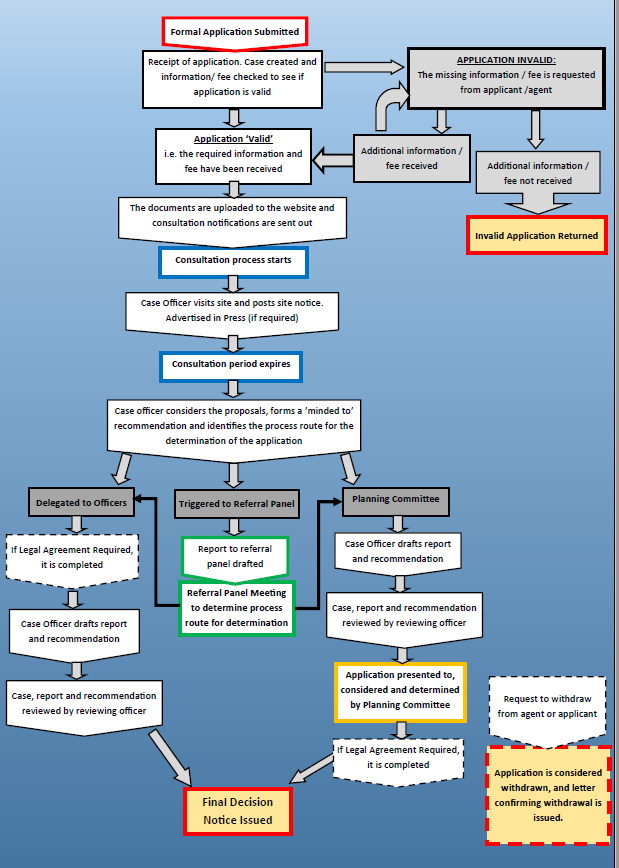 Formal Application Submitted
Receipt of application. Case created and
information/ fee checked to see if
application is valid
APPLICATION INVALID:
The missing information / fee is requested
from applicant /agent
Application ‘Valid’
i.e. the required information and
fee have been received
Additional information /
fee received
Additional information /
fee not received
Invalid Application Returned
The documents are uploaded to the website and
consultation notifications are sent out
Consultation process starts
Case Officer visits site and posts site notice.
Advertised in Press (if required)
Consultation period expires
Case officer considers the proposals, forms a ‘minded to’
recommendation and identifies the process route for the
determination of the application
Delegated to Officers
Triggered to Referral Panel
Planning Committee
If Legal Agreement Required,
it is completed
Report to referral
panel drafted
Case Officer drafts report
and recommendation
Referral Panel Meeting
to determine process
route for determination
Case Officer drafts report
and recommendation
Case, report and recommendation
reviewed by reviewing officer
Case, report and recommendation
reviewed by reviewing officer
Application presented to,
considered and determined
by Planning Committee
Request to withdraw
from agent or applicant
If Legal Agreement Required,
it is completed
Application is considered
withdrawn, and letter
confirming withdrawal is
issued.
Final Decision
Notice Issued